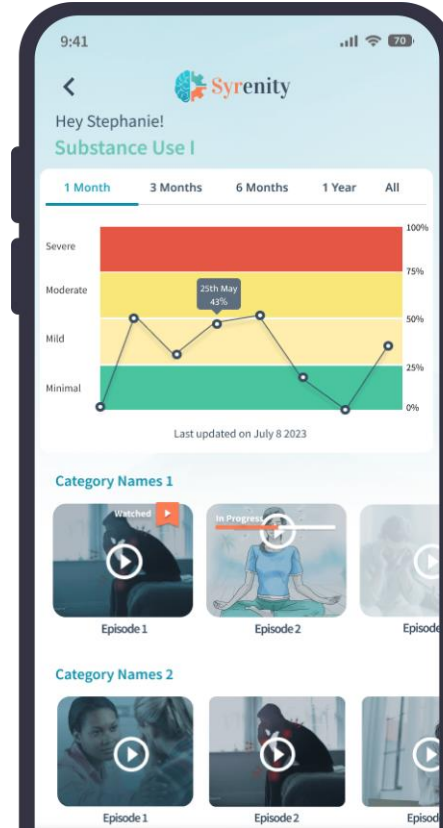 9:41
70
Syrenity
Hey Stephanie!
Substance Use I
1 Month 3 Months 6 Months 1 Year All
100%
Severe
75%
Moderate
25th May
43%
50%
Mild
25%
Minimal
0%
Last updated on July 8 2023
Category Names 1
Watched
In Progress
Episode 1 Episode 2 Episode
Category Names 2
Episode 1 Episode 2 Episod